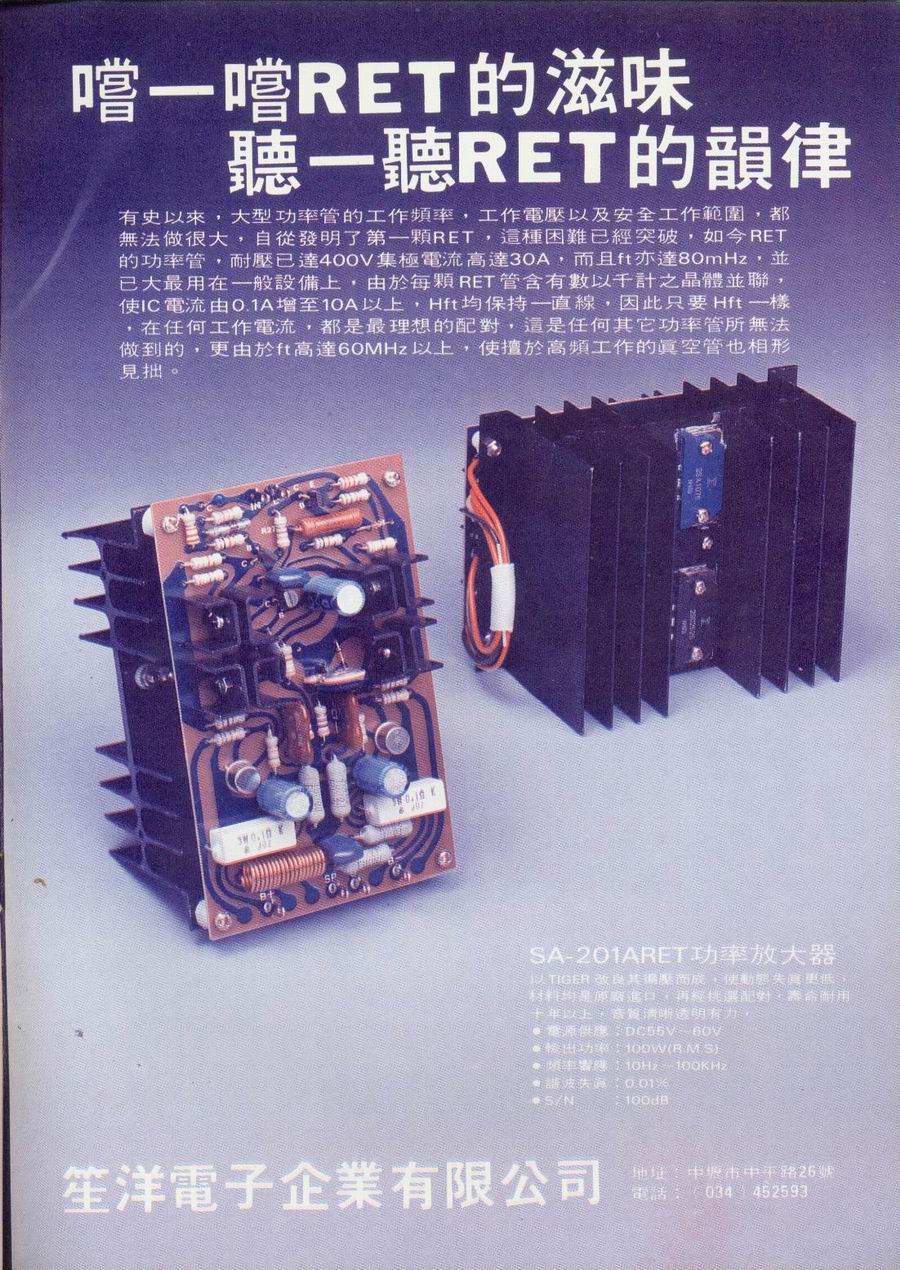 嚐一嚐RET的滋味
聽一聽RET的韻律
有史以來，大型功率管的工作頻率，工作電壓以及安全工作範圍，都
無法做很大，自從發明了第一顆RET，這種困難已經突破，如今RET
的功率管，耐壓已達400V集極電流高達30A，而且ft亦達80mHz，並
已大最用在一般設備上，由於每顆RET管含有數以千計之晶體並聯，
使IC電流由0.1A增至10A以上，Hft均保持一直線，因此只要Hft一樣
，在任何工作電流，都是最理想的配對，這是任何其它功率管所無法
做到的，更由於ft高達60MHz以上，使擅於高頻工作的眞空管也相形
見拙。
5W 0.1Ω K
5W 0.1Ω K
SP
B+
SA-201ARET功率放大器
以TIGER改良其偏壓而成，使動態失眞更低，
材料均是原廠進口，再經挑選配對，壽命耐用
十年以上，音質清晰透明有力，
●電源供應：DC55V～60V
●輸出功率：100W(R.M.S)
●頻率響應：10Hz～100KHz
●諧波失眞：0.01%
●S/N ：100dB
笙洋電子企業有限公司
地址：中壢市中平路26號
電話：（034）452593